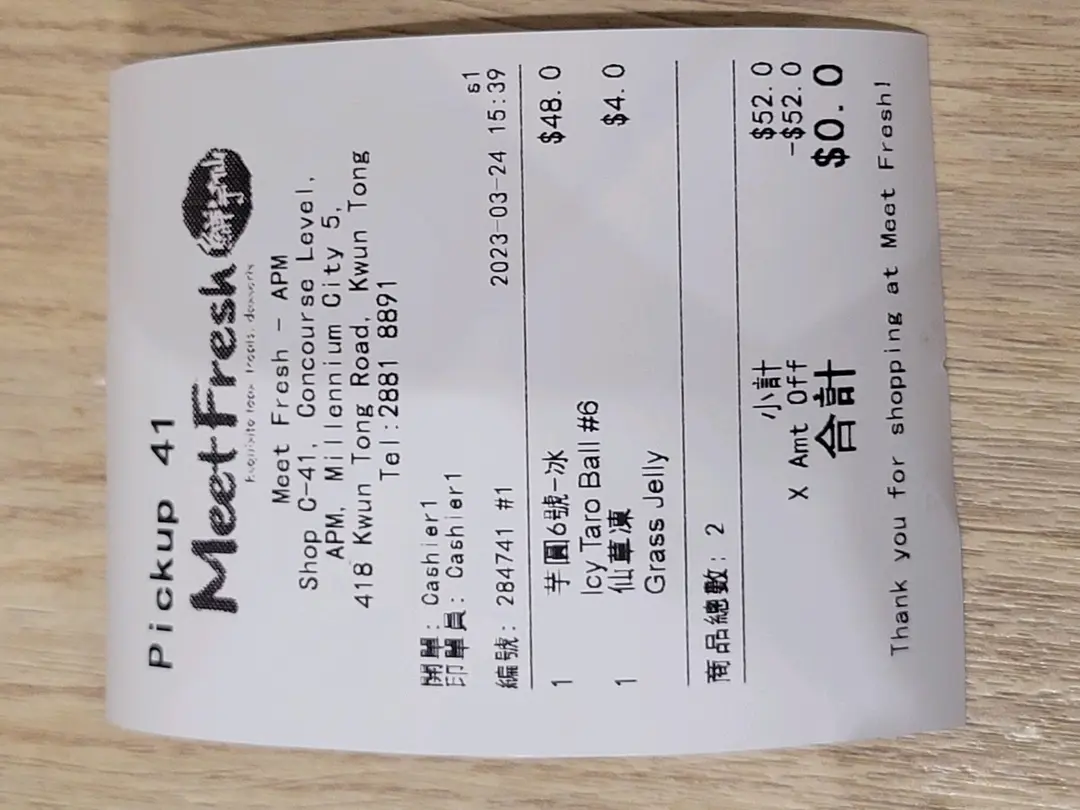 Pickup 41
MeetFresh 鮮芋仙
Meet Fresh - APM
Shop C-41, Concourse Level,
APM, Millennium City 5,
418 Kwun Tong Road, Kwun Tong
Tel:2881 8891
開單: Cashier1
印單員: Cashier1 s1
編號: 284741 #1 2023-03-24 15:39
1 芋圓6號-冰 $48.0
Icy Taro Ball #6
1 仙草凍 $4.0
Grass Jelly
商品總數: 2
小計 $52.0
X Amt Off -$52.0
合計 $0.0
Thank you for shopping at Meet Fresh!